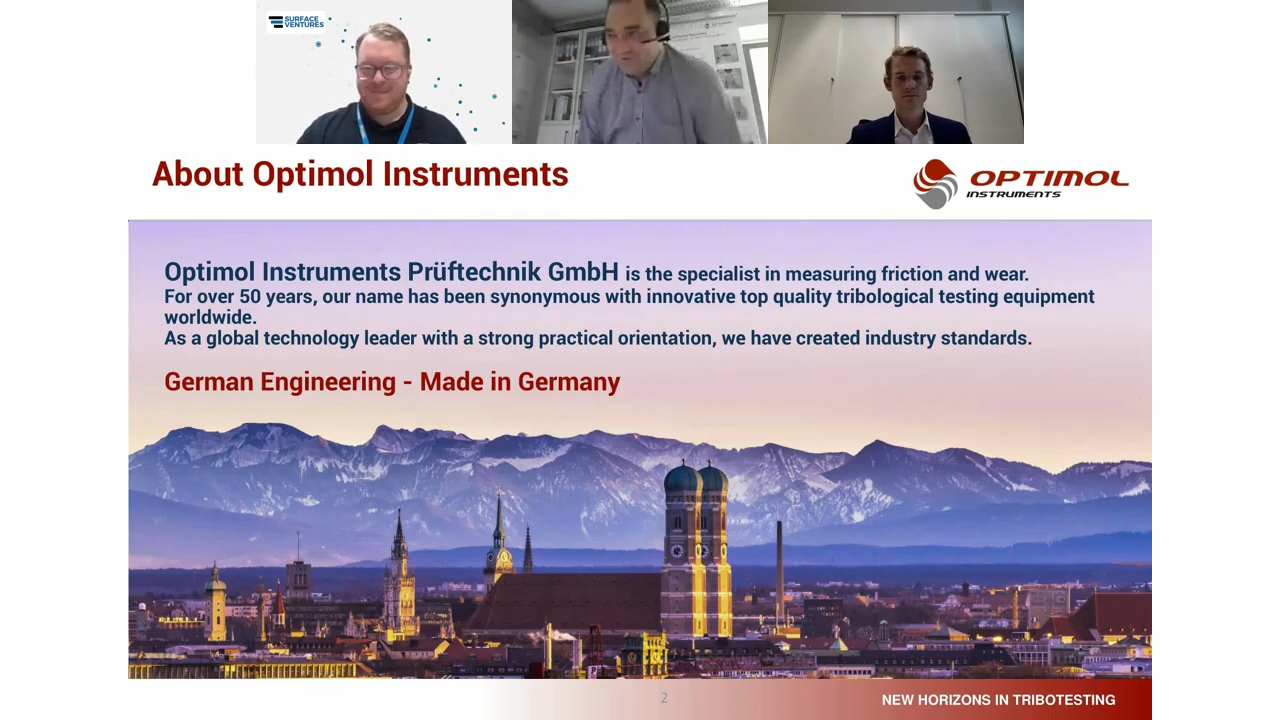 SURFACE
VENTURES
About Optimol Instruments
OPTIMOL
INSTRUMENTS
Optimol Instruments Prüftechnik GmbH is the specialist in measuring friction and wear.
For over 50 years, our name has been synonymous with innovative top quality tribological testing equipment
worldwide.
As a global technology leader with a strong practical orientation, we have created industry standards.
German Engineering - Made in Germany
2
NEW HORIZONS IN TRIBOTESTING